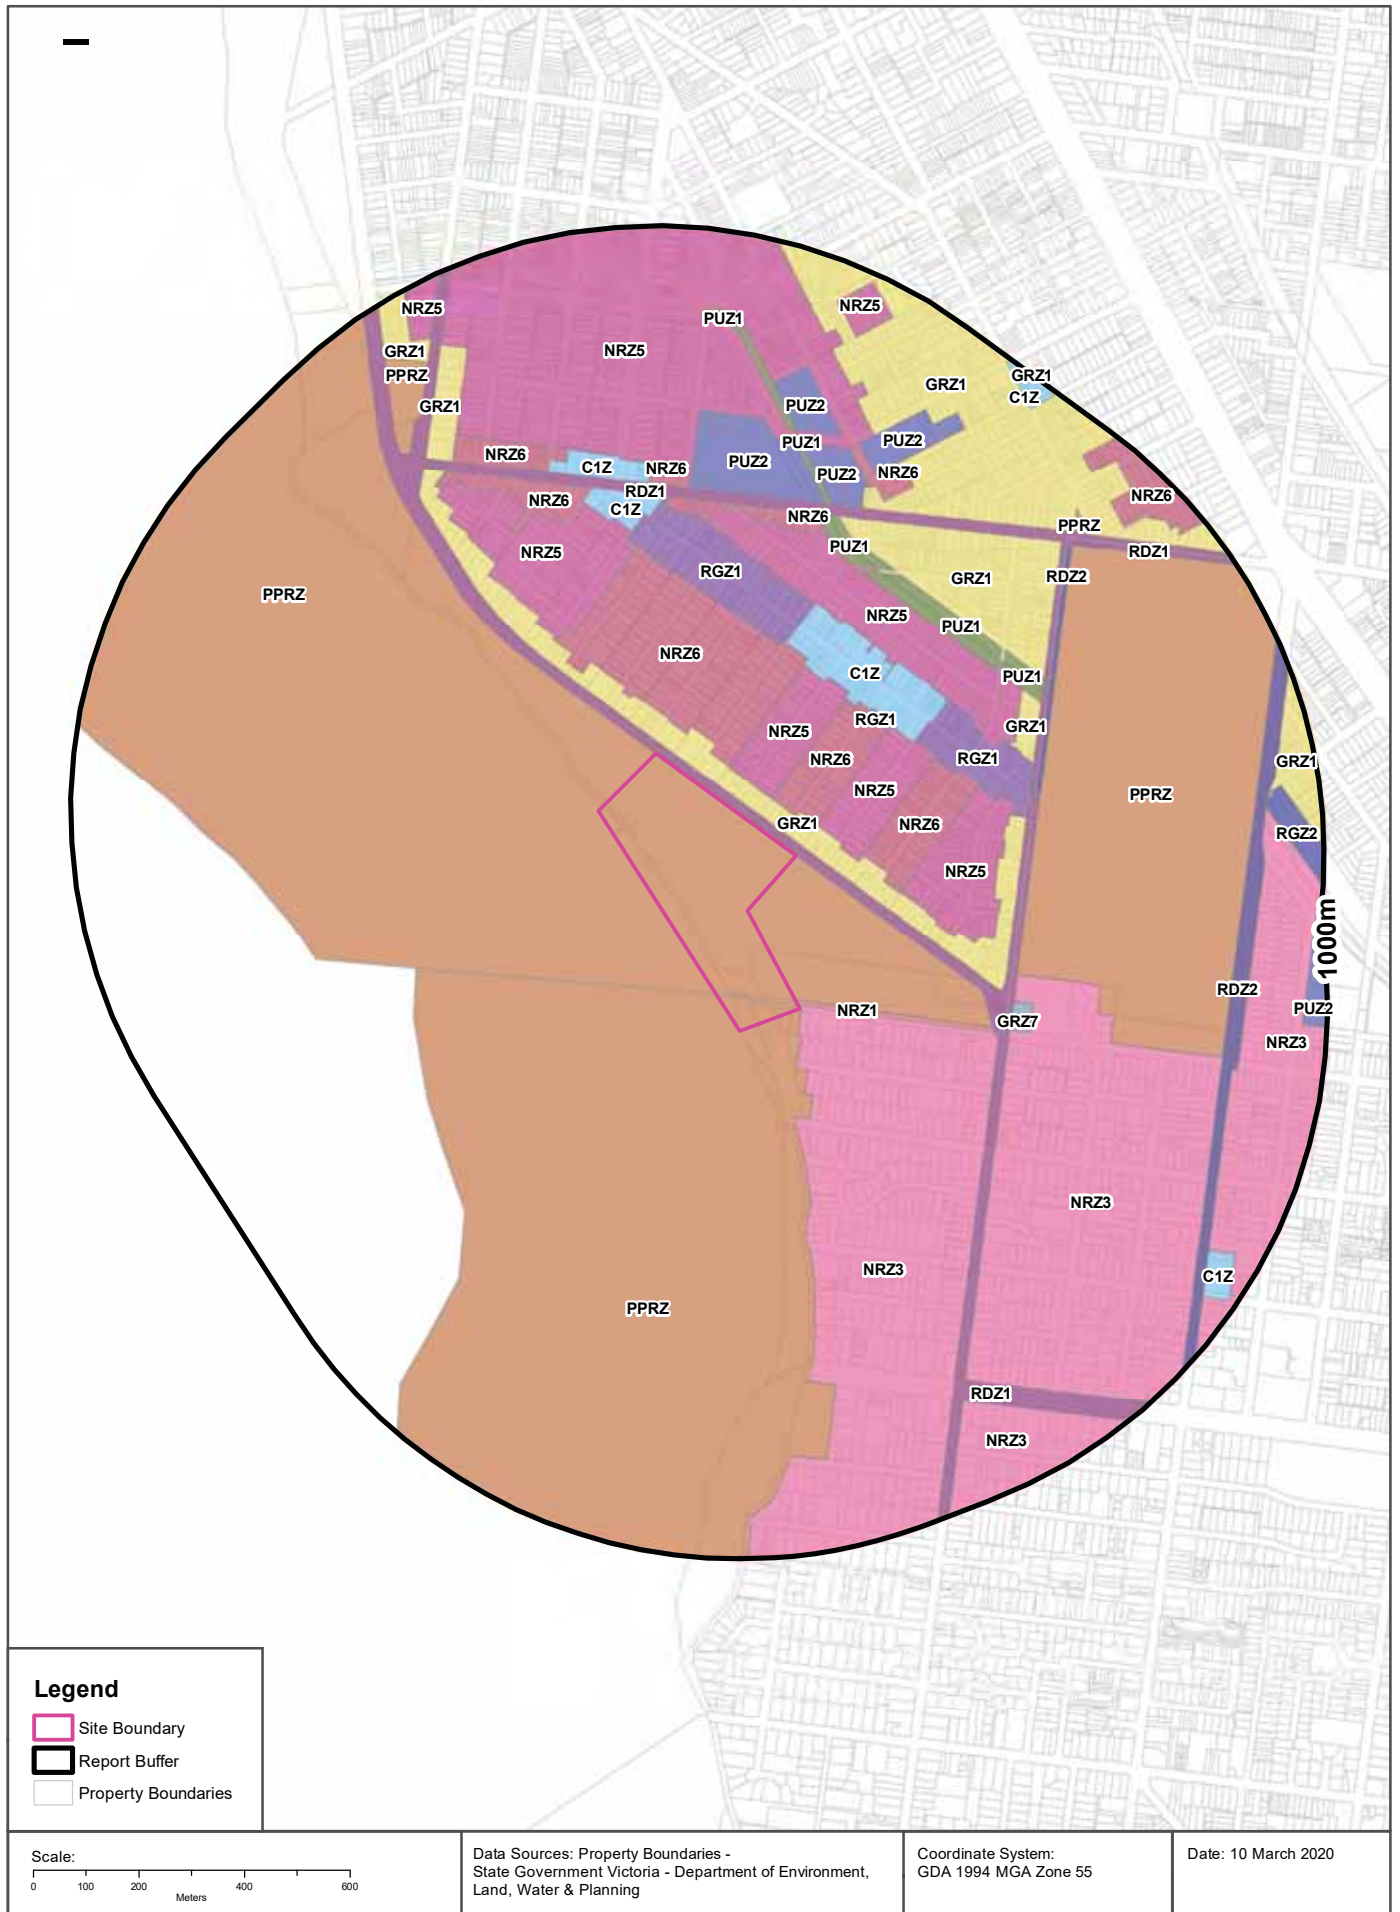 NRZ5
NRZ5
PUZ1
GRZ1
NRZ5
PPRZ
GRZ1
GRZ1
C1Z
GRZ1
PUZ2
GRZ1
PUZ1
PUZ2
NRZ6
C1Z
NRZ6
PUZ2
PUZ2
NRZ6
RDZ1
NRZ6
NRZ6
C1Z
NRZ6
PPRZ
NRZ5
PUZ1
RDZ1
RGZ1
GRZ1
RDZ2
PPRZ
NRZ5
PUZ1
NRZ6
C1Z
PUZ1
RGZ1
GRZ1
NRZ5
NRZ6
RGZ1
GRZ1
NRZ5
PPRZ
GRZ1
NRZ6
RGZ2
NRZ5
1000m
RDZ2
NRZ1
GRZ7
PUZ2
NRZ3
NRZ3
NRZ3
C1Z
PPRZ
RDZ1
NRZ3
Legend
Site Boundary
Report Buffer
Property Boundaries
Scale:
0 100 200 400 600
Meters
Data Sources: Property Boundaries -
State Government Victoria - Department of Environment,
Land, Water & Planning
Coordinate System:
GDA 1994 MGA Zone 55
Date: 10 March 2020